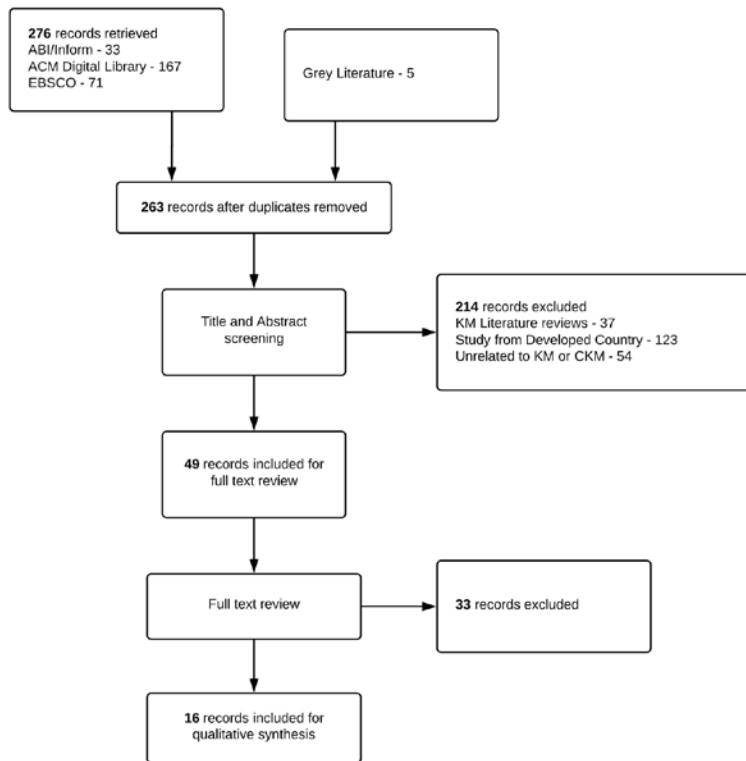 276 records retrieved
ABI/Inform - 33
ACM Digital Library - 167
EBSCO - 71
Grey Literature - 5
263 records after duplicates removed
Title and Abstract
screening
214 records excluded
KM Literature reviews - 37
Study from Developed Country - 123
Unrelated to KM or CKM - 54
49 records included for
full text review
Full text review
33 records excluded
16 records included for
qualitative synthesis